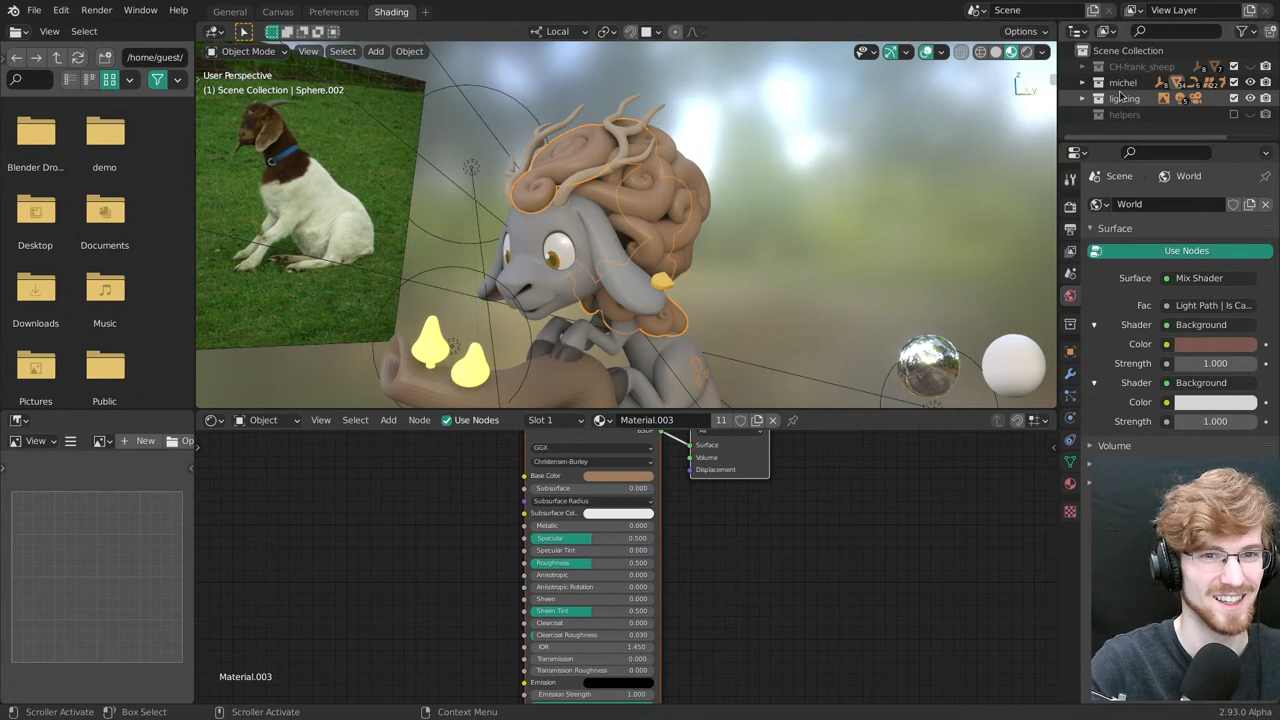 File Edit Render Window Help General Canvas Preferences Shading Scene View Layer
View Select /home/guest/ Local Options Scene Collection
Object Mode View Select Add Object CH-frank_sheep
User Perspective michel
(1) Scene Collection | Sphere.002 lighting
helpers
Blender Dro... demo
Scene World
World
Desktop Documents Surface
Use Nodes
Surface: Mix Shader
Fac Light Path | Is Ca...
Downloads Music Shader Background
Color
Strength 1.000
Pictures Public Shader Background
Color
Strength 1.000
Object View Select Add Node Use Nodes Slot 1 Material.003 11
View New Op
Volume
BSDF
GGX
Christensen-Burley
Base Color
Subsurface 0.000
Subsurface Radius
Subsurface Col...
Metallic 0.000
Specular 0.500
Specular Tint 0.000
Roughness 0.500
Anisotropic 0.000
Anisotropic Rotation 0.000
Sheen 0.000
Sheen Tint 0.500
Clearcoat 0.000
Clearcoat Roughness 0.030
IOR 1.450
Transmission 0.000
Transmission Roughness 0.000
Emission
Emission Strength 1.000
Surface
Volume
Displacement
Material.003
Scroller Activate Box Select Scroller Activate Context Menu 2.93.0 Alpha